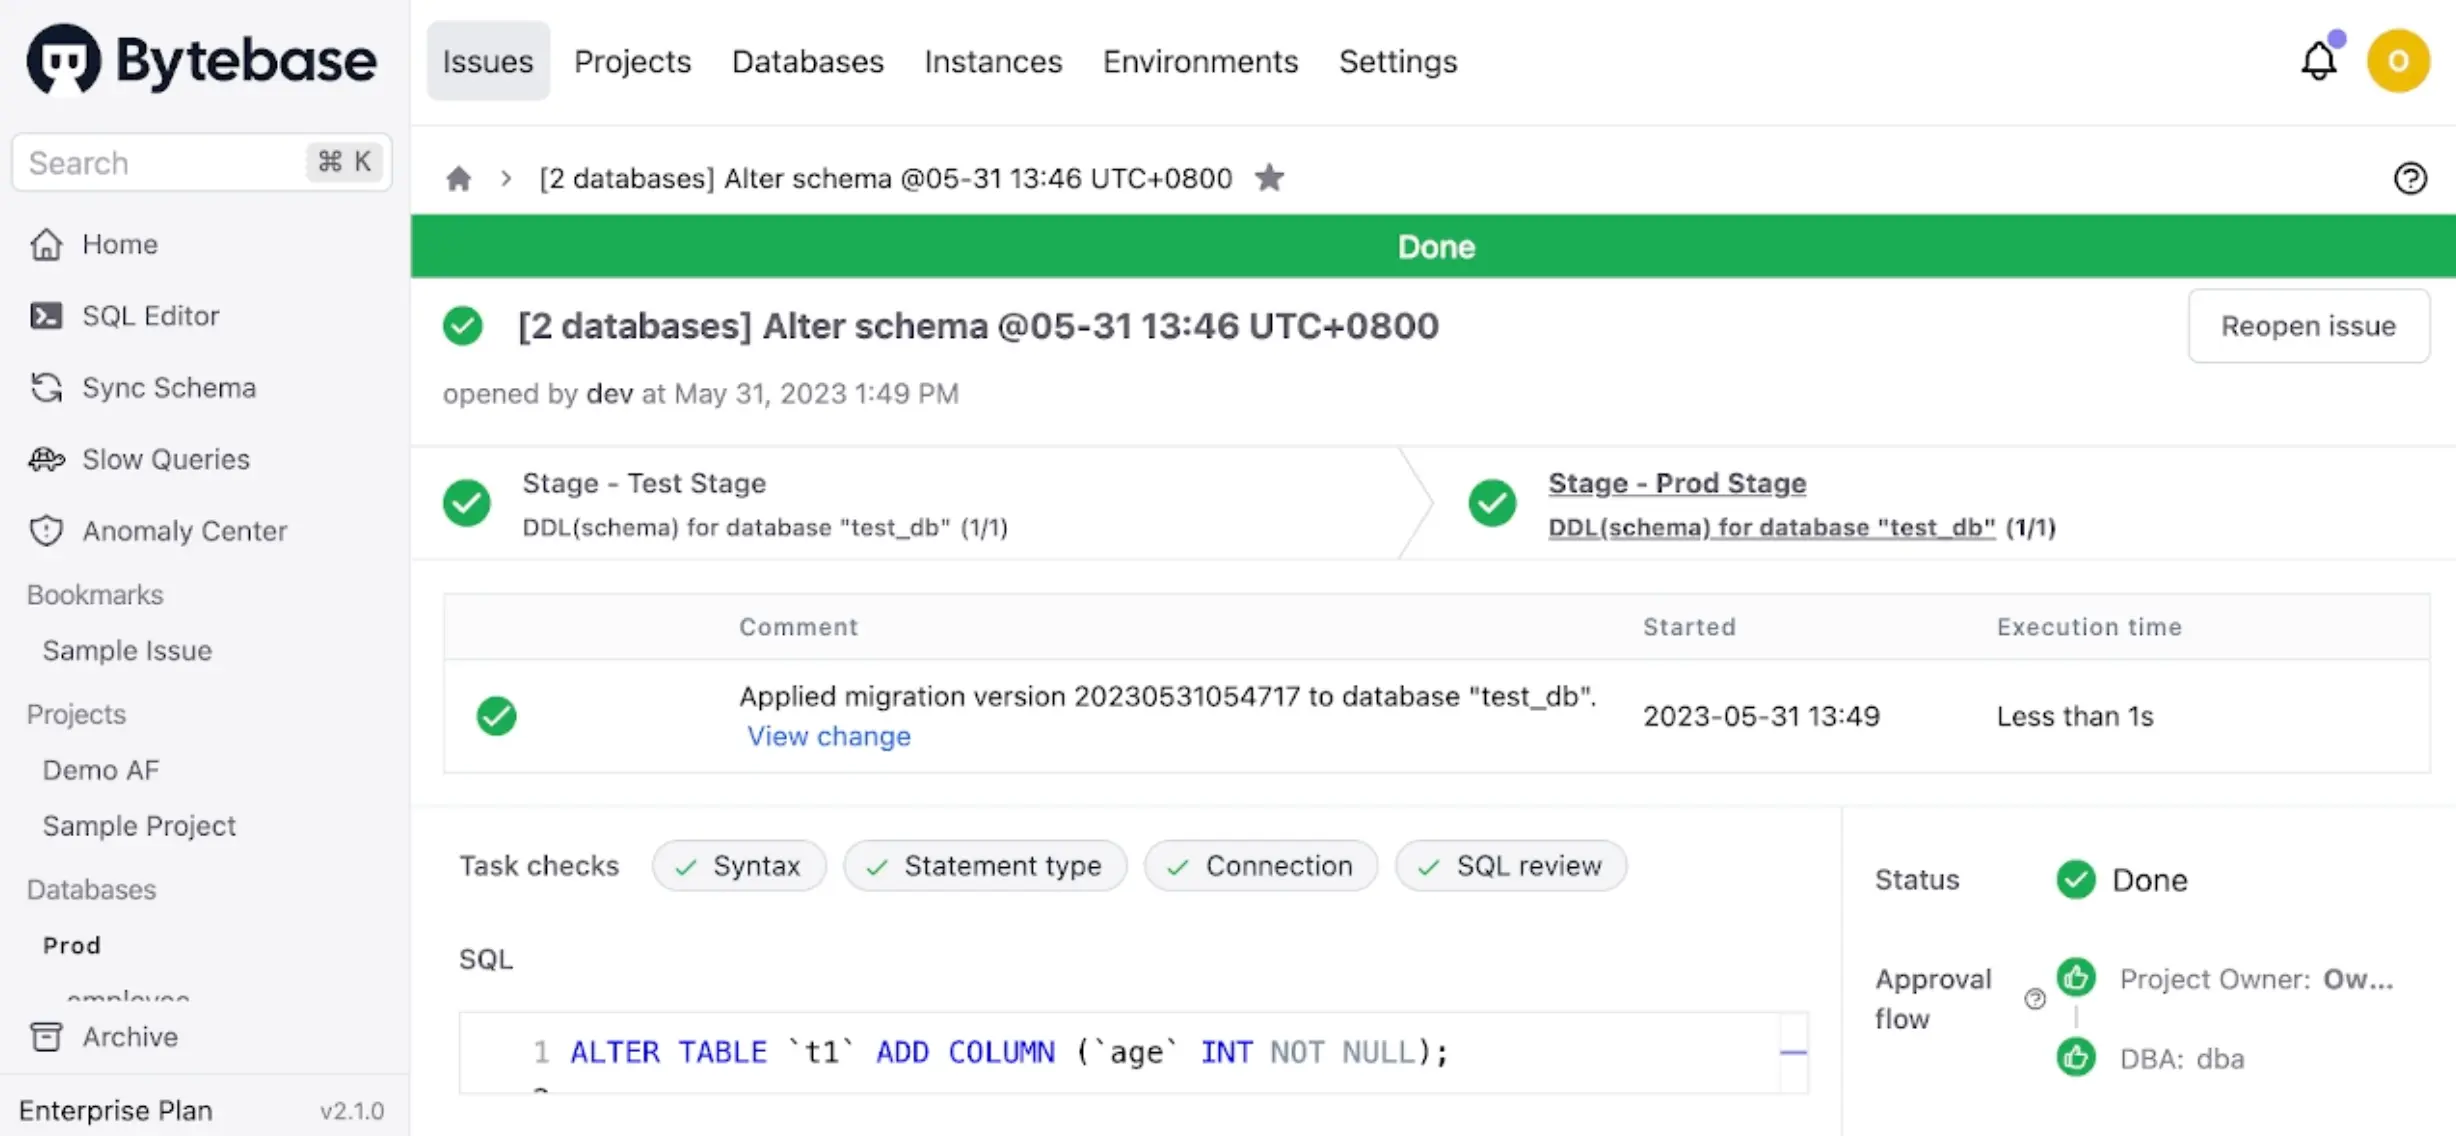 Bytebase
Issues Projects Databases Instances Environments Settings
O
Search ⌘ K
[2 databases] Alter schema @05-31 13:46 UTC+0800
Done
Home
SQL Editor
Sync Schema
Slow Queries
Anomaly Center
Bookmarks
Sample Issue
Projects
Demo AF
Sample Project
Databases
Prod
employee
Archive
Enterprise Plan v2.1.0
[2 databases] Alter schema @05-31 13:46 UTC+0800
Reopen issue
opened by dev at May 31, 2023 1:49 PM
Stage - Test Stage
DDL(schema) for database "test_db" (1/1)
Stage - Prod Stage
DDL(schema) for database "test_db" (1/1)
Comment Started Execution time
Applied migration version 20230531054717 to database "test_db".
View change
2023-05-31 13:49
Less than 1s
Task checks Syntax Statement type Connection SQL review
SQL
1 ALTER TABLE `t1` ADD COLUMN (`age` INT NOT NULL);
Status Done
Approval
flow
Project Owner: Ow...
DBA: dba